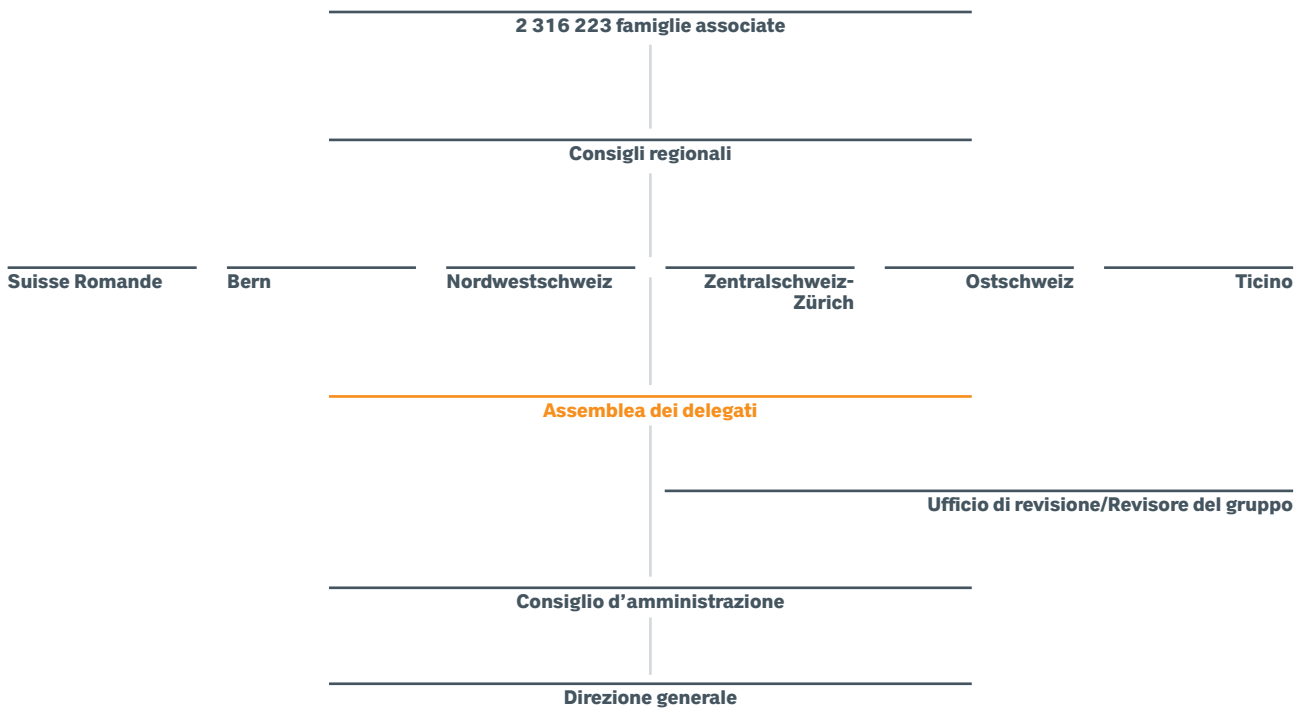 2 316 223 famiglie associate
Consigli regionali
Suisse Romande
Bern
Nordwestschweiz
Zentralschweiz-
Zürich
Ostschweiz
Ticino
Assemblea dei delegati
Ufficio di revisione/Revisore del gruppo
Consiglio d’amministrazione
Direzione generale